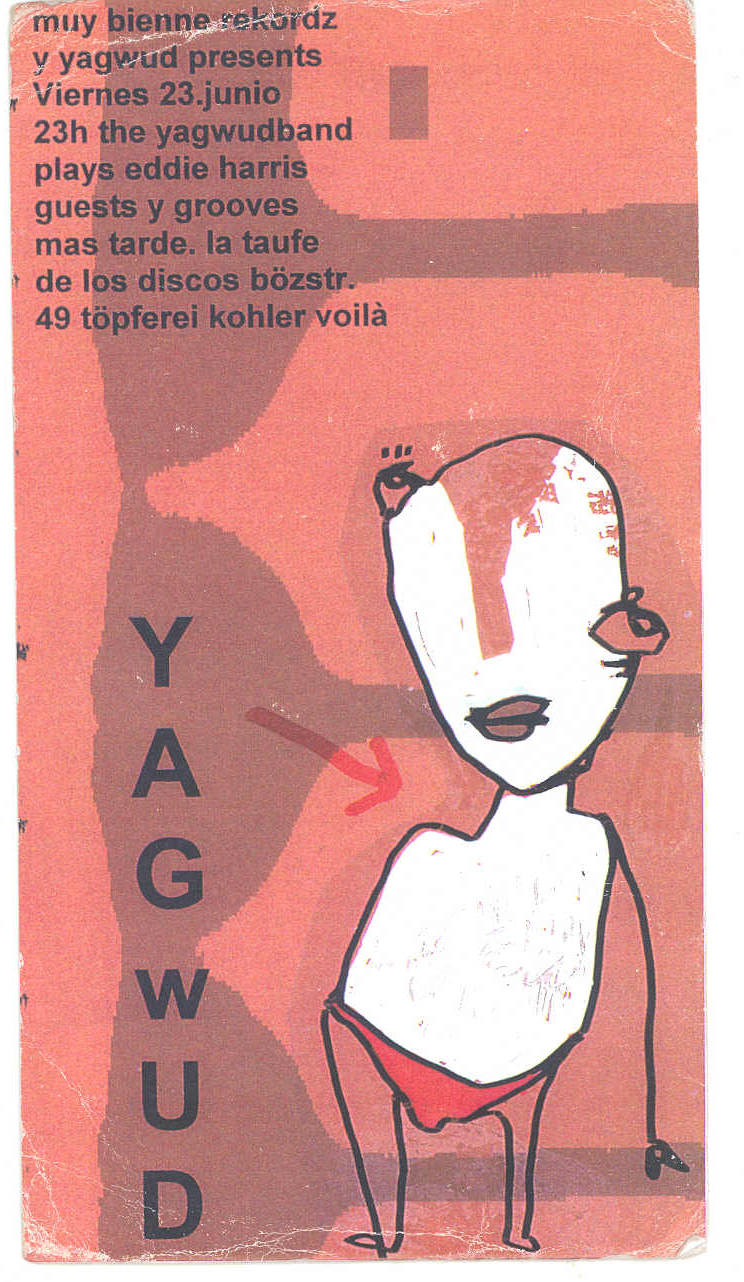 muy bienne rekordz
y yagwud presents
Viernes 23.junio
23h the yagwudband
plays eddie harris
guests y grooves
mas tarde. la taufe
de los discos bözstr.
49 töpferei kohler voilà
Y
A
G
w
U
D